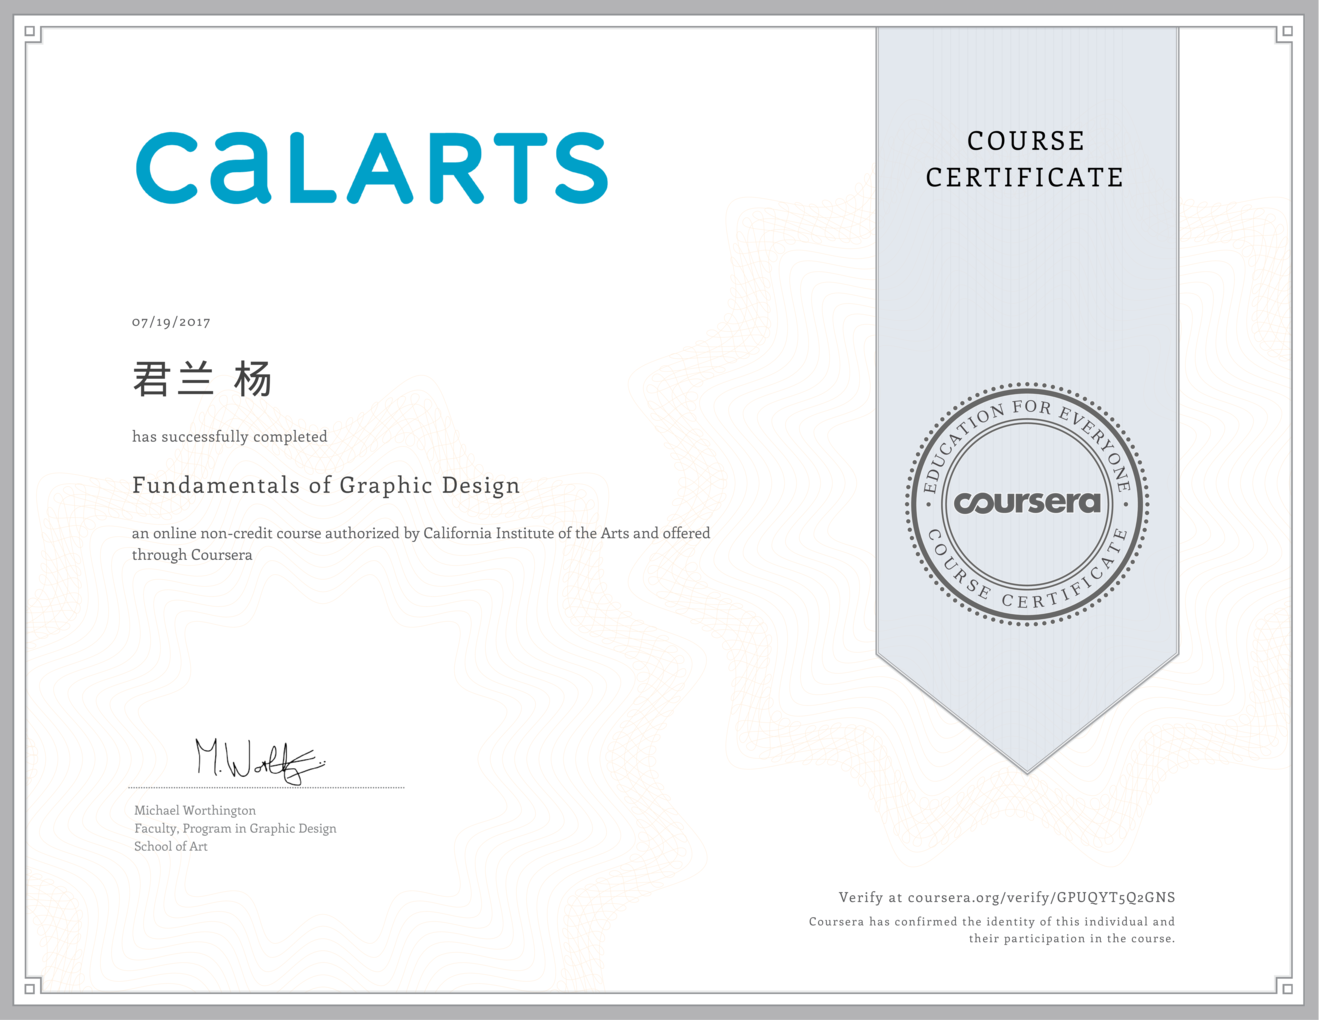 CALARTS
COURSE
CERTIFICATE
07/19/2017
君兰 杨
has successfully completed
Fundamentals of Graphic Design
an online non-credit course authorized by California Institute of the Arts and offered
through Coursera
EDUCATION FOR EVERYONE
coursera
COURSE CERTIFICATE
M. Worthington
Michael Worthington
Faculty, Program in Graphic Design
School of Art
Verify at coursera.org/verify/GPUQYT5Q2GNS
Coursera has confirmed the identity of this individual and
their participation in the course.